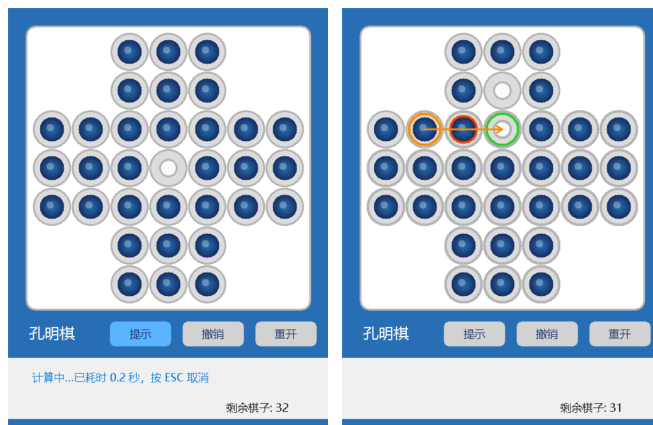 孔明棋 提示 撤销 重开
计算中...已耗时 0.2 秒，按 ESC 取消
剩余棋子: 32
孔明棋 提示 撤销 重开
剩余棋子: 31